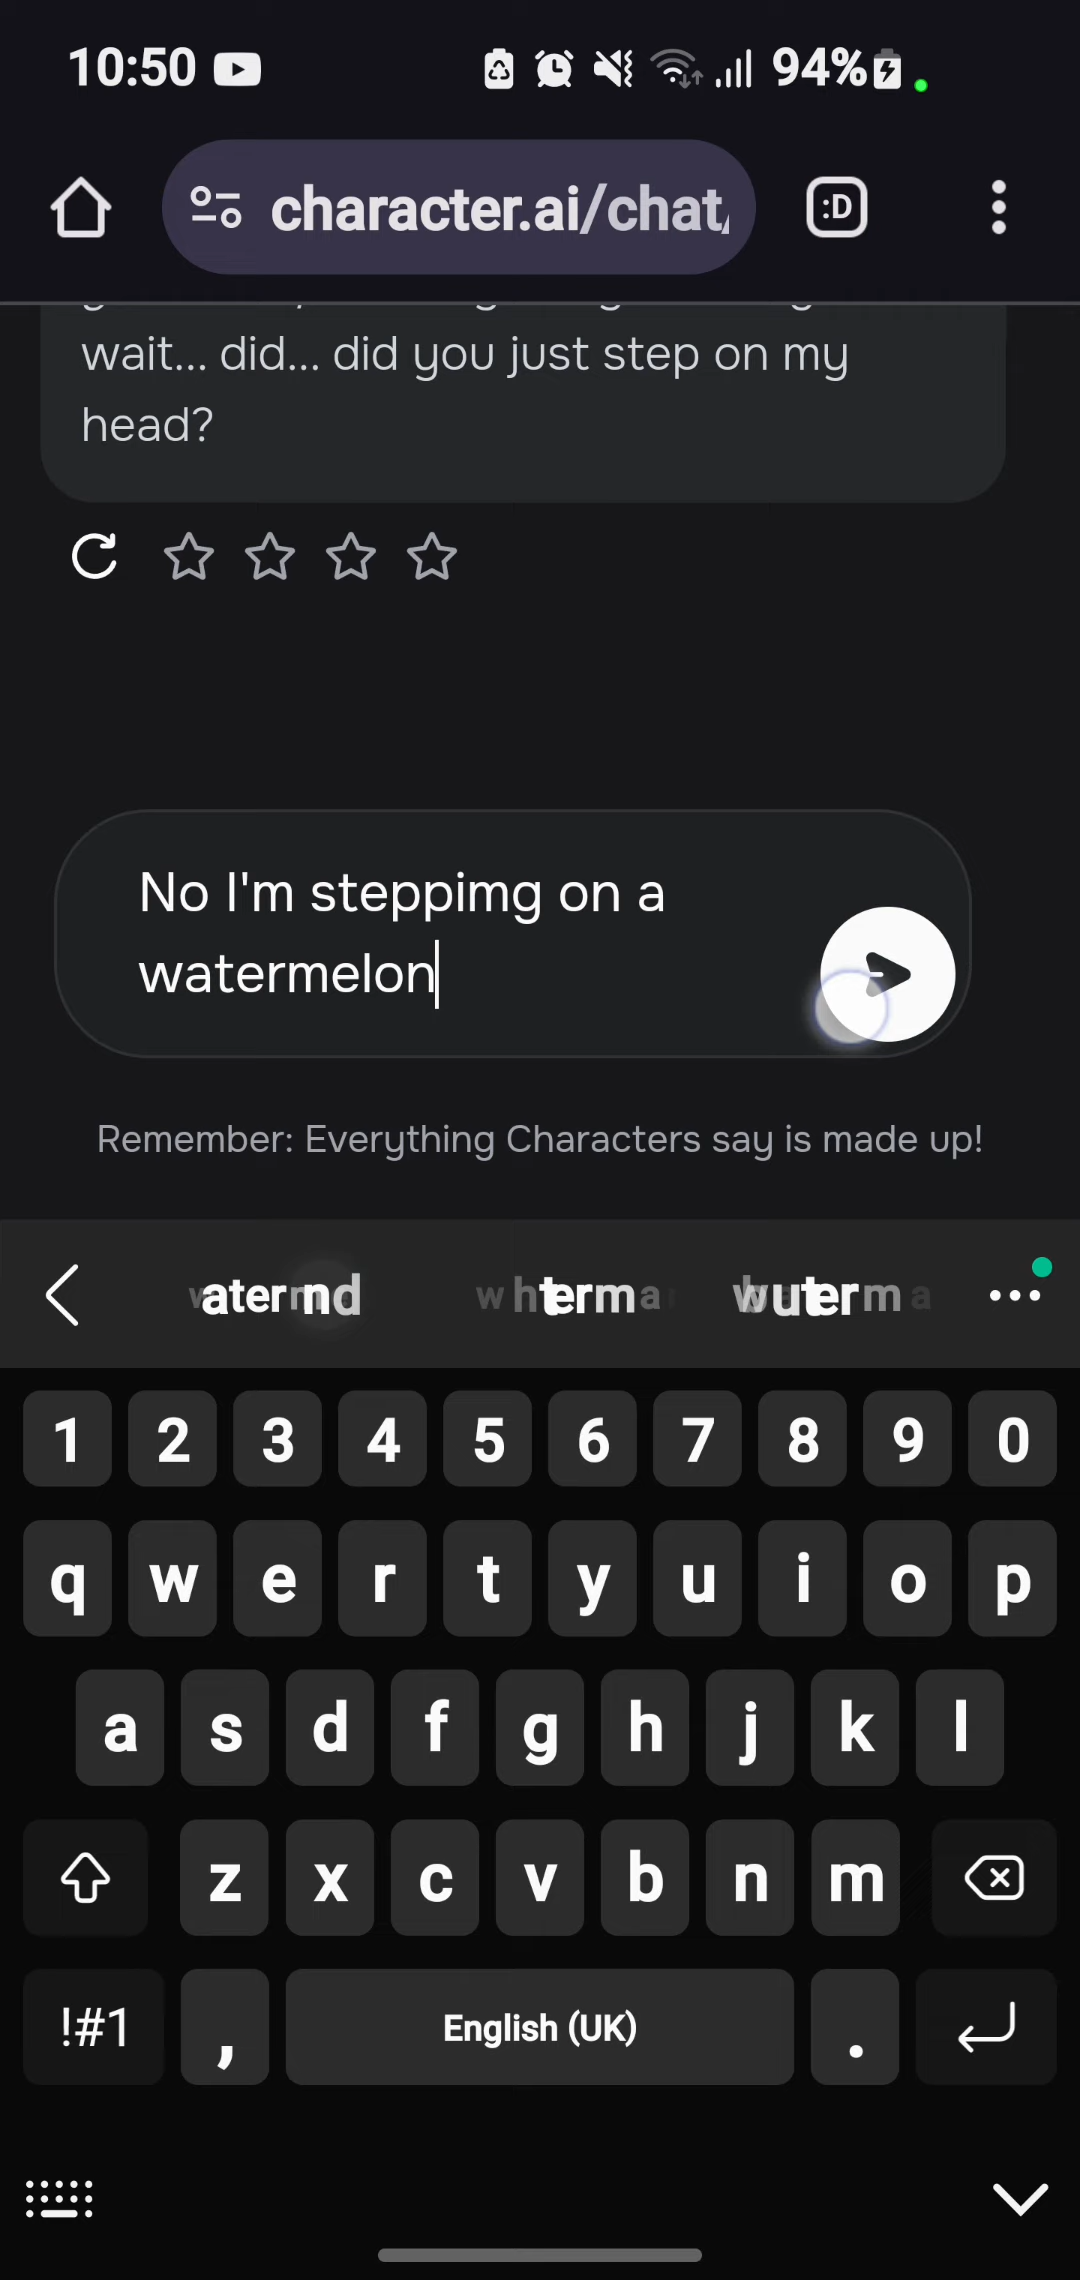 10:50
94%
character.ai/chat
:D
wait... did... did you just step on my
head?
No I'm steppimg on a
watermelon
Remember: Everything Characters say is made up!
1 2 3 4 5 6 7 8 9 0
q w e r t y u i o p
a s d f g h j k l
z x c v b n m
!#1 , English (UK) .